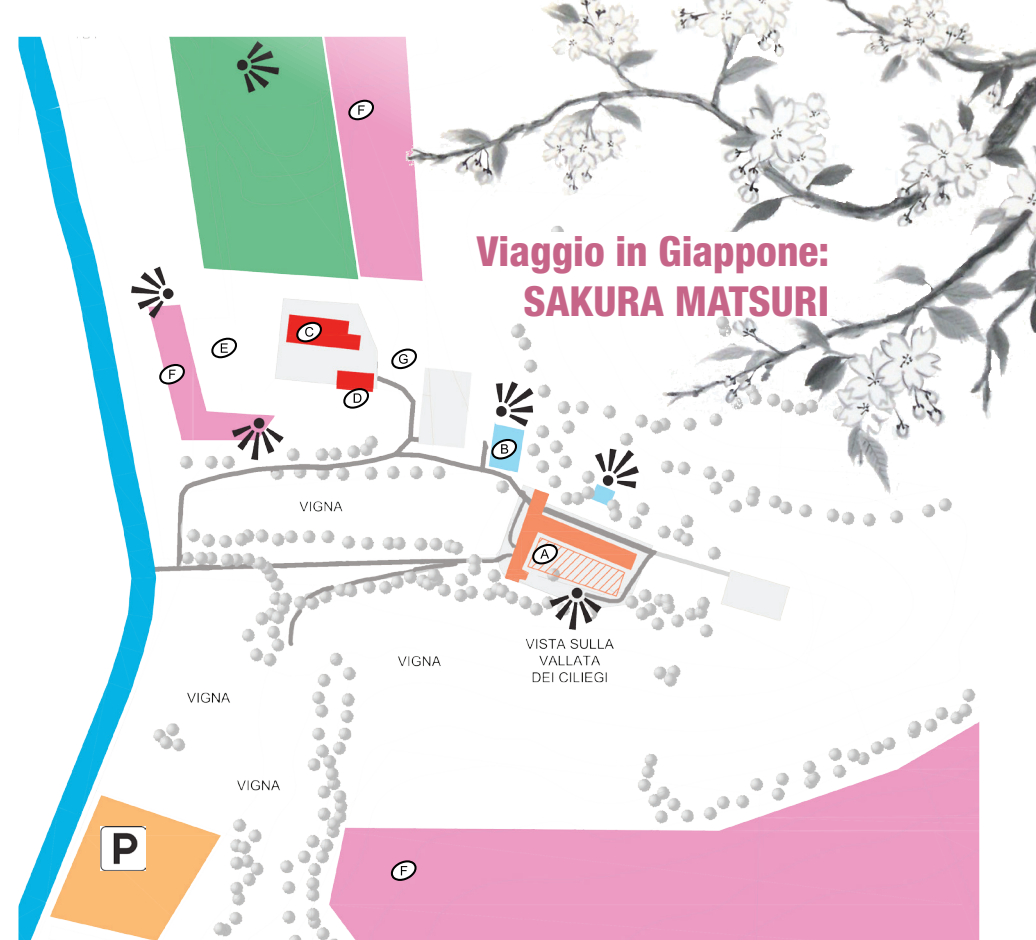 F
Viaggio in Giappone:
SAKURA MATSURI
C
E
G
F
D
B
VIGNA
A
VISTA SULLA
VALLATA
DEI CILIEGI
VIGNA
VIGNA
VIGNA
P
F